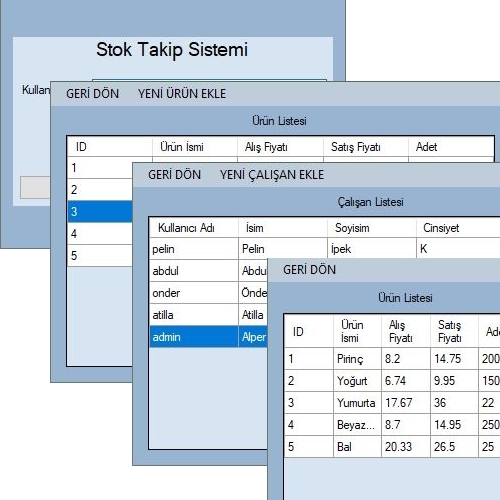 Stok Takip Sistemi
GERİ DÖN YENİ ÜRÜN EKLE
Ürün Listesi
ID Ürün İsmi Alış Fiyatı Satış Fiyatı Adet
1
2
3
4
5
GERİ DÖN YENİ ÇALIŞAN EKLE
Çalışan Listesi
Kullanıcı Adı İsim Soyisim Cinsiyet
pelin Pelin İpek K
abdul
onder
atilla Atilla
admin Alper
GERİ DÖN
Ürün Listesi
ID Ürün İsmi Alış Fiyatı Satış Fiyatı
1 Pirinç 8.2 14.75 200
2 Yoğurt 6.74 9.95 150
3 Yumurta 17.67 36 22
4 Beyaz... 8.7 14.95 250
5 Bal 20.33 26.5 25